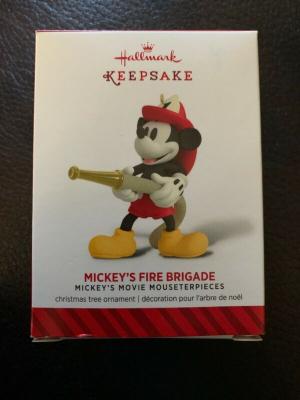 Hallmark
KEEPSAKE
MICKEY'S FIRE BRIGADE
MICKEY'S MOVIE MOUSETERPIECES
christmas tree ornament | décoration pour l'arbre de noël